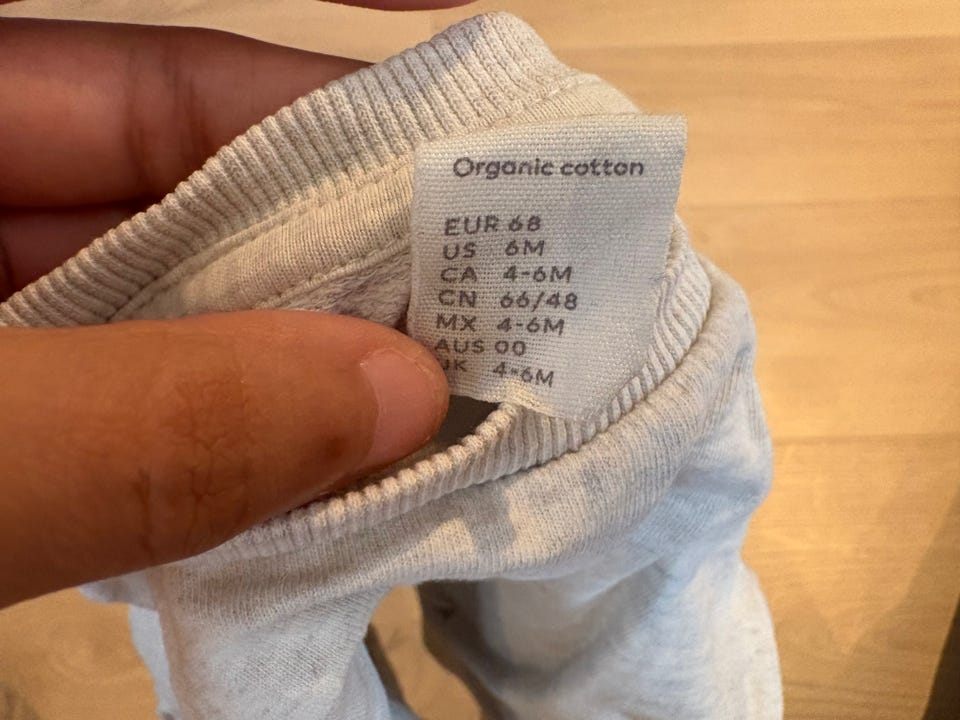 Organic cotton
EUR 68
US 6M
CA 4-6M
CN 66/48
MX 4-6M
AUS 00
UK 4-6M